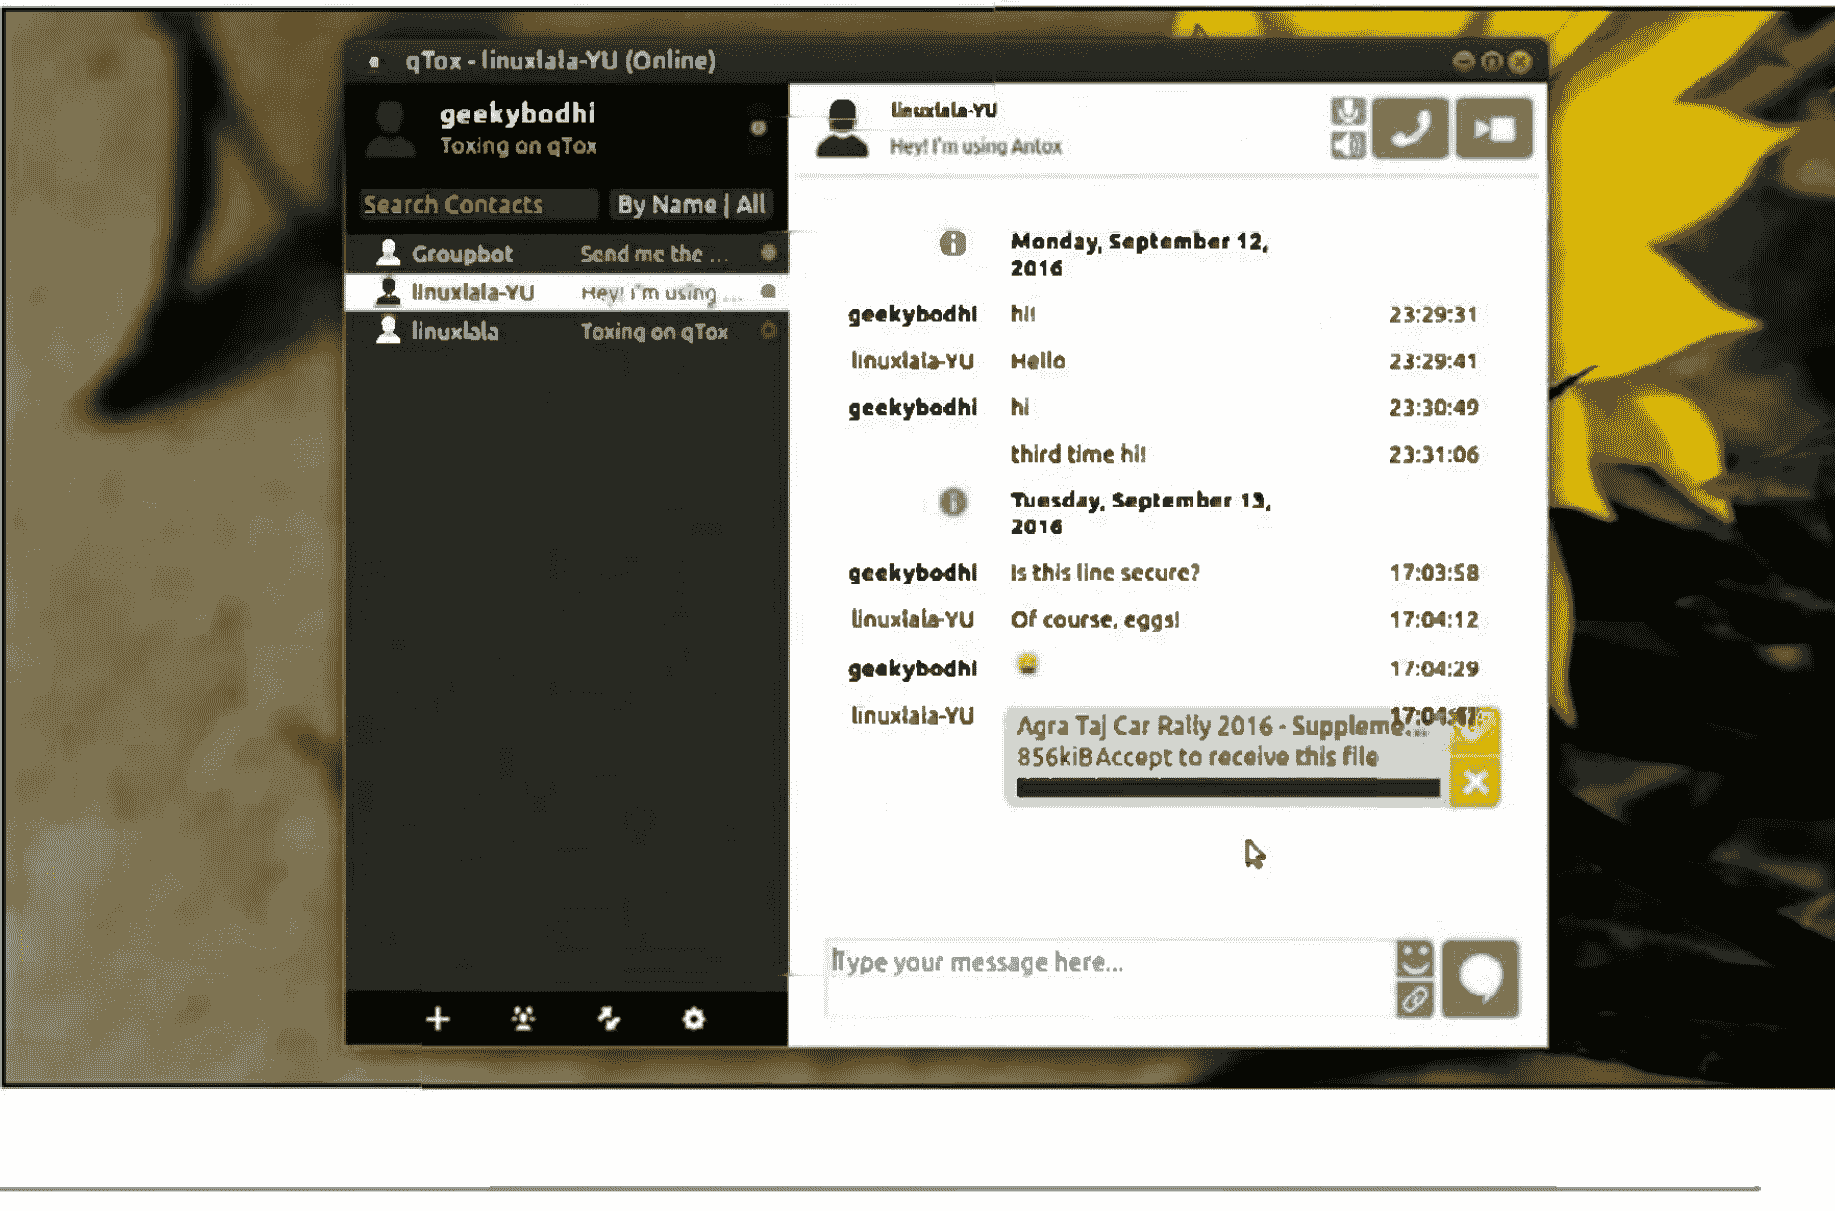 qTox - linuxlala-YU (Online)
geekybodhi
Toxing on qTox
Search Contacts
By Name | All
Groupbot Send me the ...
linuxlala-YU Hey! I'm using ...
linuxlala Toxing on qTox
linuxlala-YU
Hey! I'm using Antox
Monday, September 12,
2016
geekybodhi hi! 23:29:31
linuxlala-YU Hello 23:29:41
geekybodhi hi 23:30:49
third time hi! 23:31:06
Tuesday, September 13,
2016
geekybodhi Is this line secure? 17:03:58
linuxlala-YU Of course, eggs! 17:04:12
geekybodhi 17:04:29
linuxlala-YU
Agra Taj Car Rally 2016 - Suppleme...
856kiB Accept to receive this file
Type your message here...